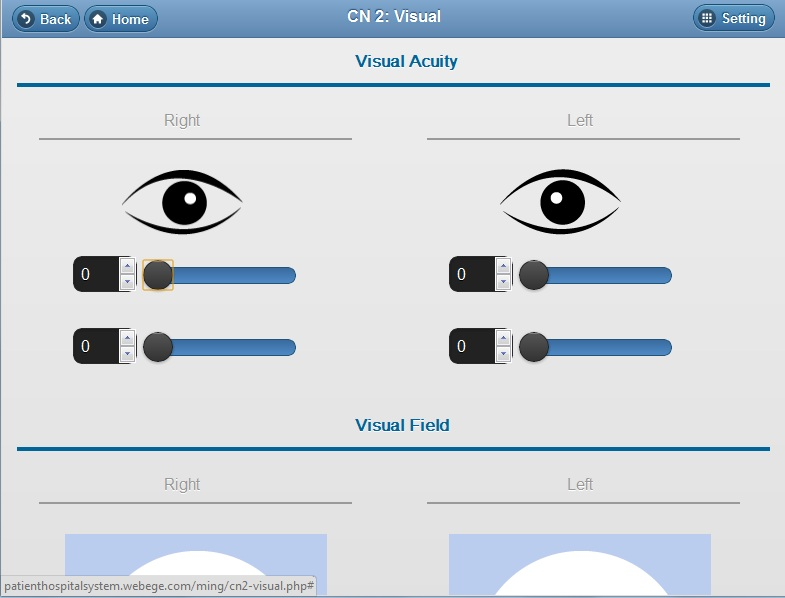 Back
Home
CN 2: Visual
Setting
Visual Acuity
Right
Left
0
0
0
0
Visual Field
Right
Left
patienthospitalsystem.webege.com/ming/cn2-visual.php#